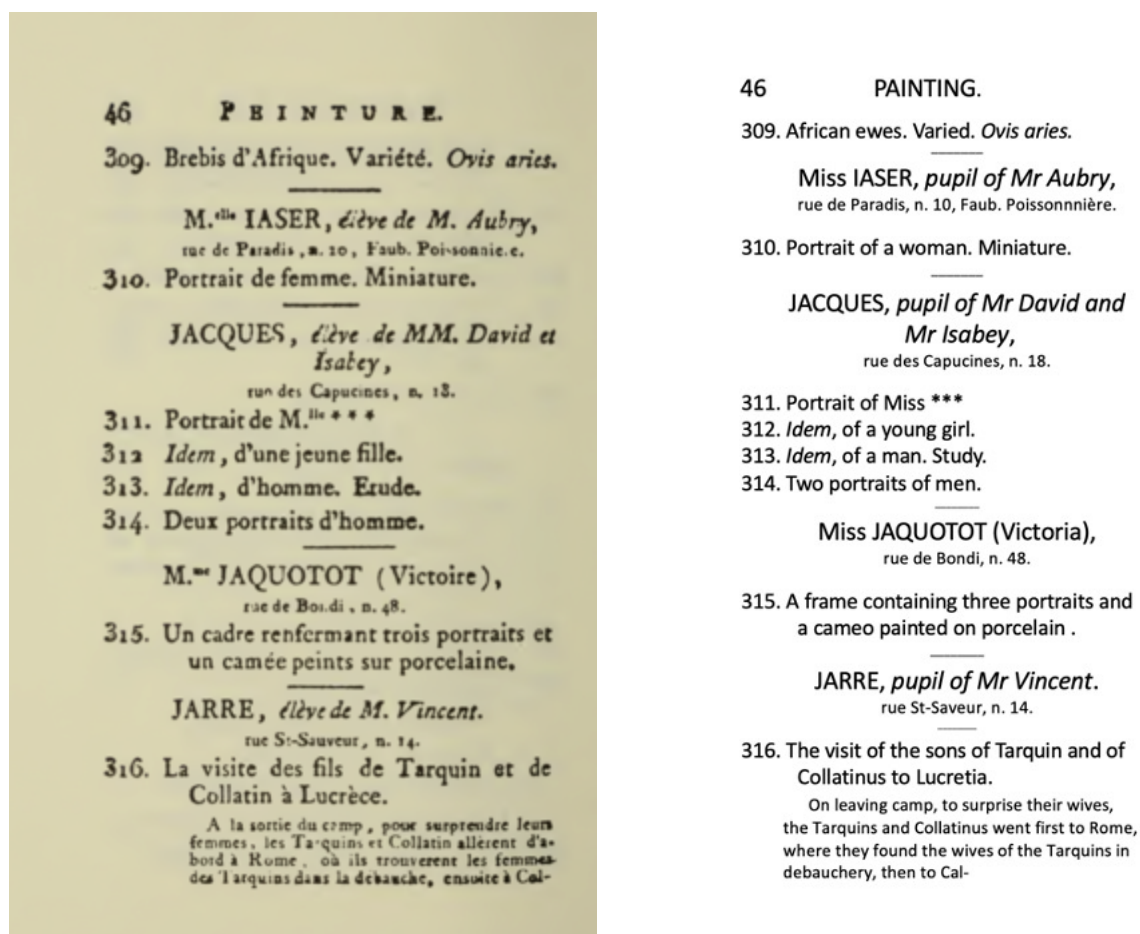 46 PEINTURE.
309. Brebis d'Afrique. Variété. Ovis aries.
M.elle IASER, élève de M. Aubry,
rue de Paradis, n. 10, Faub. Poissonnie.e.
310. Portrait de femme. Miniature.
JACQUES, élève de MM. David et
Isabey,
rue des Capucines, n. 18.
311. Portrait de M.lle * * *
312 Idem, d'une jeune fille.
313. Idem, d'homme. Etude.
314. Deux portraits d'homme.
M.me JAQUOTOT (Victoire),
rue de Bondi, n. 48.
315. Un cadre renfermant trois portraits et
un camée peints sur porcelaine.
JARRE, élève de M. Vincent.
rue St-Sauveur, n. 14.
316. La visite des fils de Tarquin et de
Collatin à Lucrèce.
A la sortie du camp, pour surprendre leurs
femmes, les Tarquins et Collatin allèrent d'a-
bord à Rome, où ils trouverent les femmes
des Tarquins dans la débauche, ensuite à Col-
46 PAINTING.
309. African ewes. Varied. Ovis aries.
Miss IASER, pupil of Mr Aubry,
rue de Paradis, n. 10, Faub. Poissonnnière.
310. Portrait of a woman. Miniature.
JACQUES, pupil of Mr David and
Mr Isabey,
rue des Capucines, n. 18.
311. Portrait of Miss ***
312. Idem, of a young girl.
313. Idem, of a man. Study.
314. Two portraits of men.
Miss JAQUOTOT (Victoria),
rue de Bondi, n. 48.
315. A frame containing three portraits and
a cameo painted on porcelain .
JARRE, pupil of Mr Vincent.
rue St-Saveur, n. 14.
316. The visit of the sons of Tarquin and of
Collatinus to Lucretia.
On leaving camp, to surprise their wives,
the Tarquins and Collatinus went first to Rome,
where they found the wives of the Tarquins in
debauchery, then to Cal-